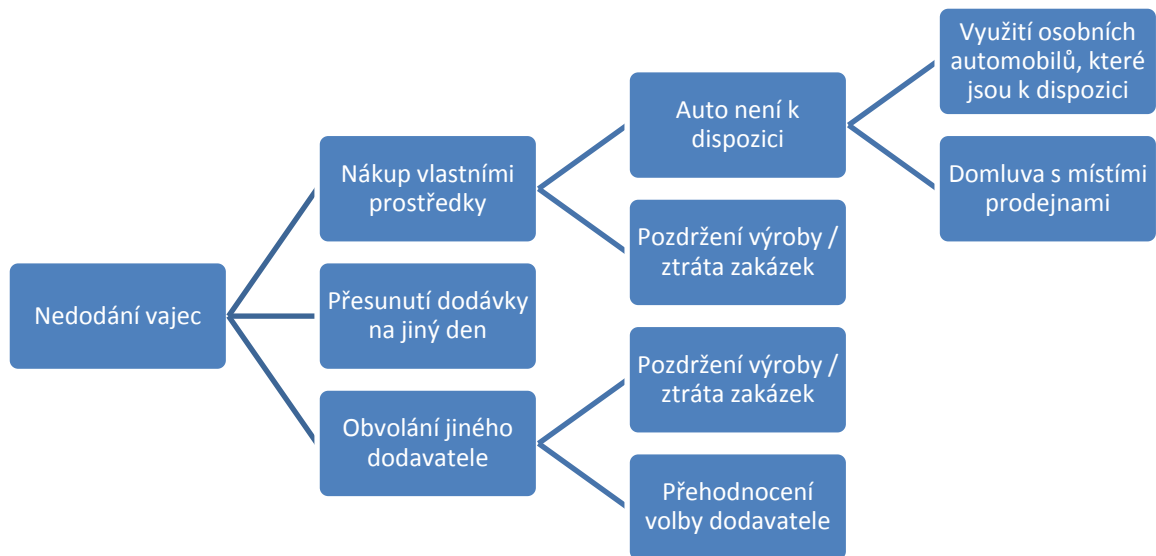 Nedodání vajec
Nákup vlastními
prostředky
Přesunutí dodávky
na jiný den
Obvolání jiného
dodavatele
Auto není k
dispozici
Pozdržení výroby /
ztráta zakázek
Pozdržení výroby /
ztráta zakázek
Přehodnocení
volby dodavatele
Využití osobních
automobilů, které
jsou k dispozici
Domluva s místími
prodejnami